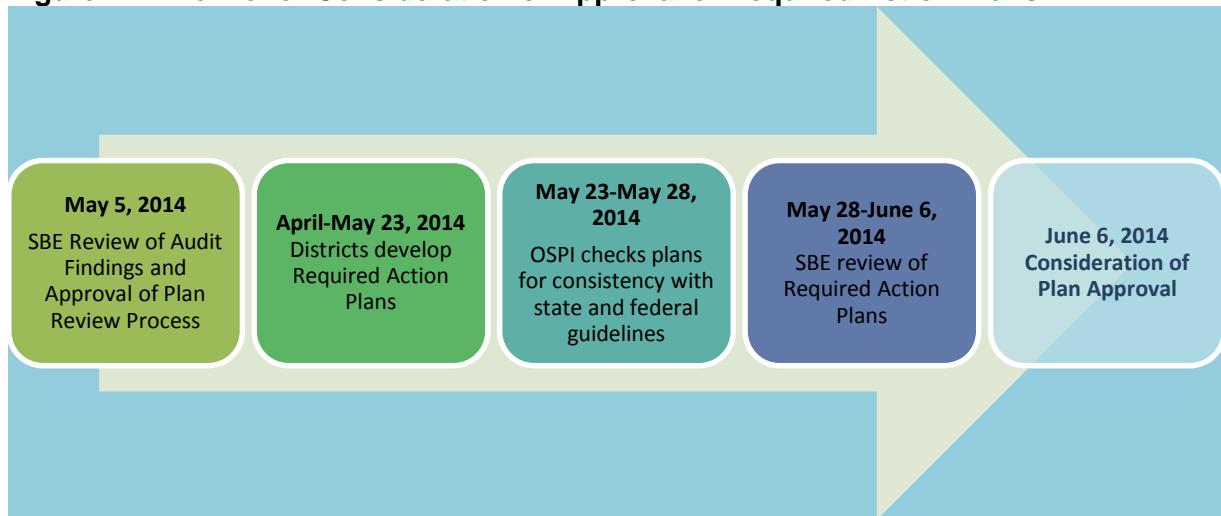 May 5, 2014
SBE Review of Audit
Findings and
Approval of Plan
Review Process
April-May 23, 2014
Districts develop
Required Action
Plans
May 23-May 28,
2014
OSPI checks plans
for consistency with
state and federal
guidelines
May 28-June 6,
2014
SBE review of
Required Action
Plans
June 6, 2014
Consideration of
Plan Approval